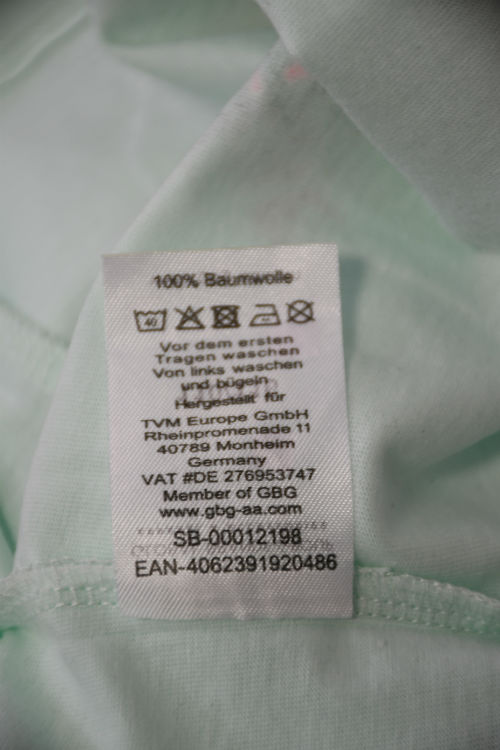 100% Baumwolle
40
Vor dem ersten
Tragen waschen
Von links waschen
und bügeln
Hergestellt für
TVM Europe GmbH
Rheinpromenade 11
40789 Monheim
Germany
VAT #DE 276953747
Member of GBG
www.gbg-aa.com
SB-00012198
EAN-4062391920486